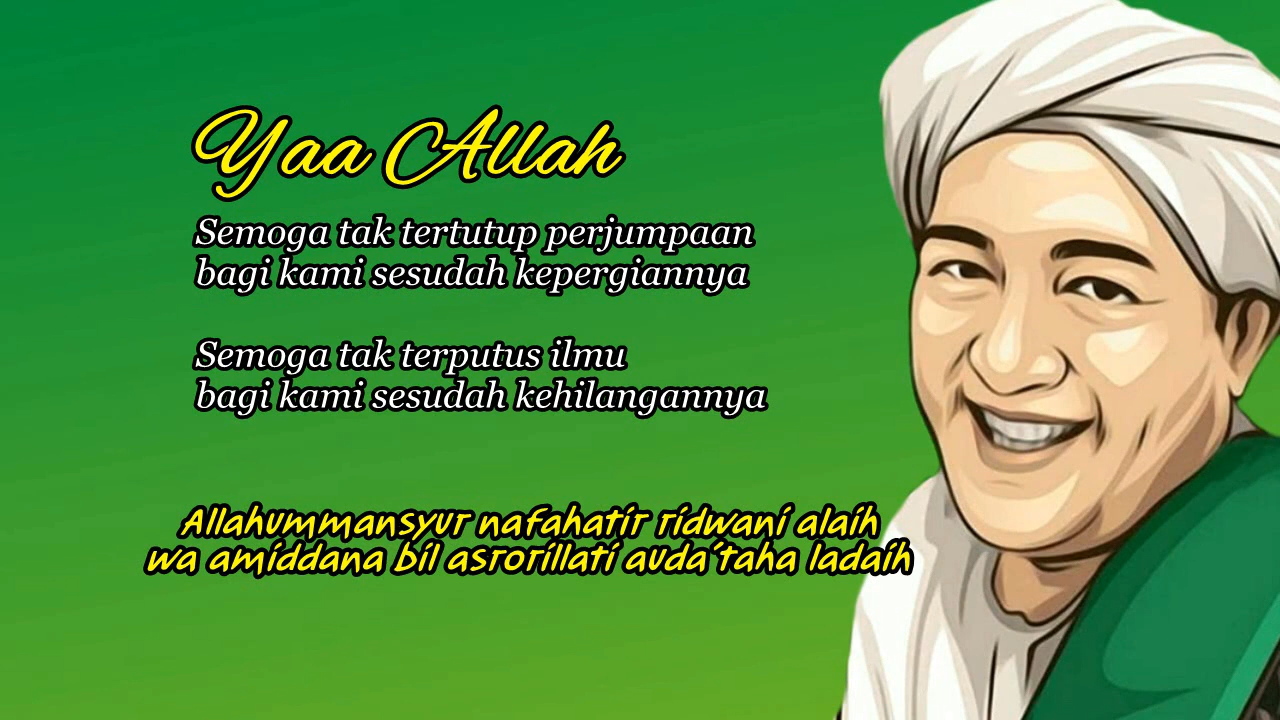 Yaa Allah
Semoga tak tertutup perjumpaan
bagi kami sesudah kepergiannya
Semoga tak terputus ilmu
bagi kami sesudah kehilangannya
Allahummansyur nafahatir ridwani alaih
wa amiddana bil asrorillati auda'taha ladaih